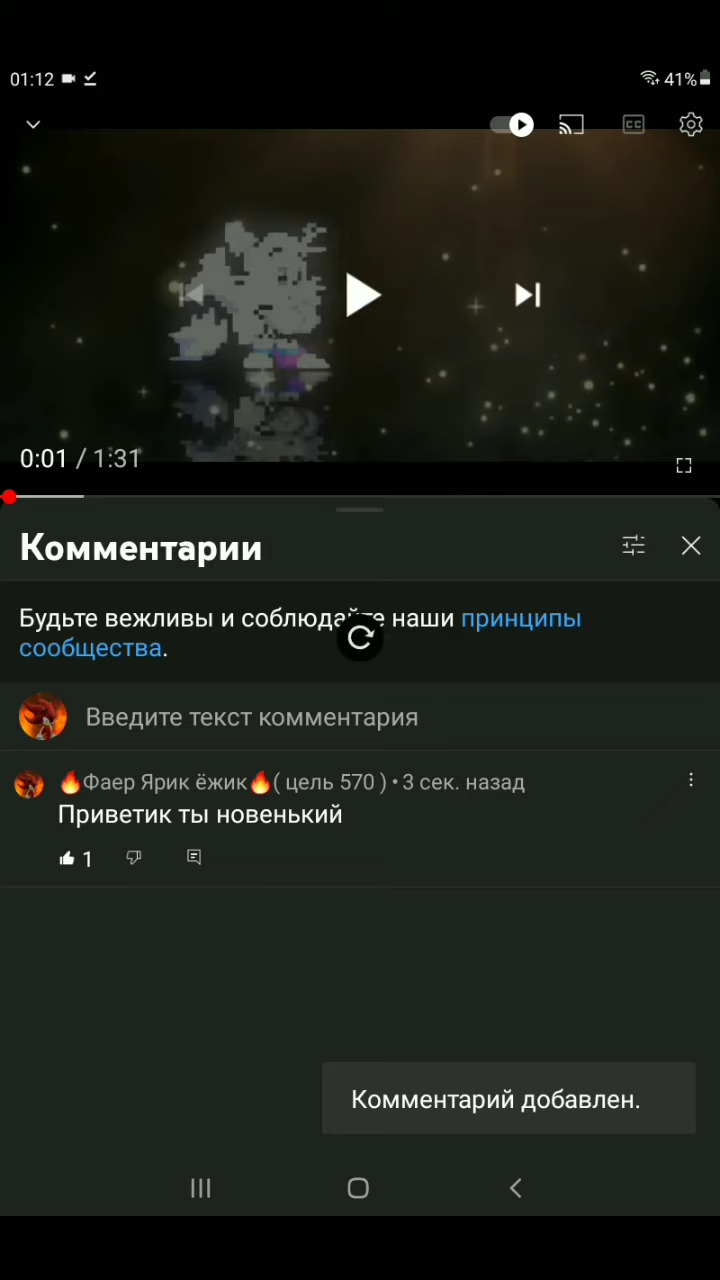 01:12 41%
CC
0:01 / 1:31
Комментарии
Будьте вежливы и соблюдайте наши принципы
сообщества.
Введите текст комментария
🔥Фаер Ярик ёжик🔥( цель 570 ) • 3 сек. назад
Приветик ты новенький
1
Комментарий добавлен.